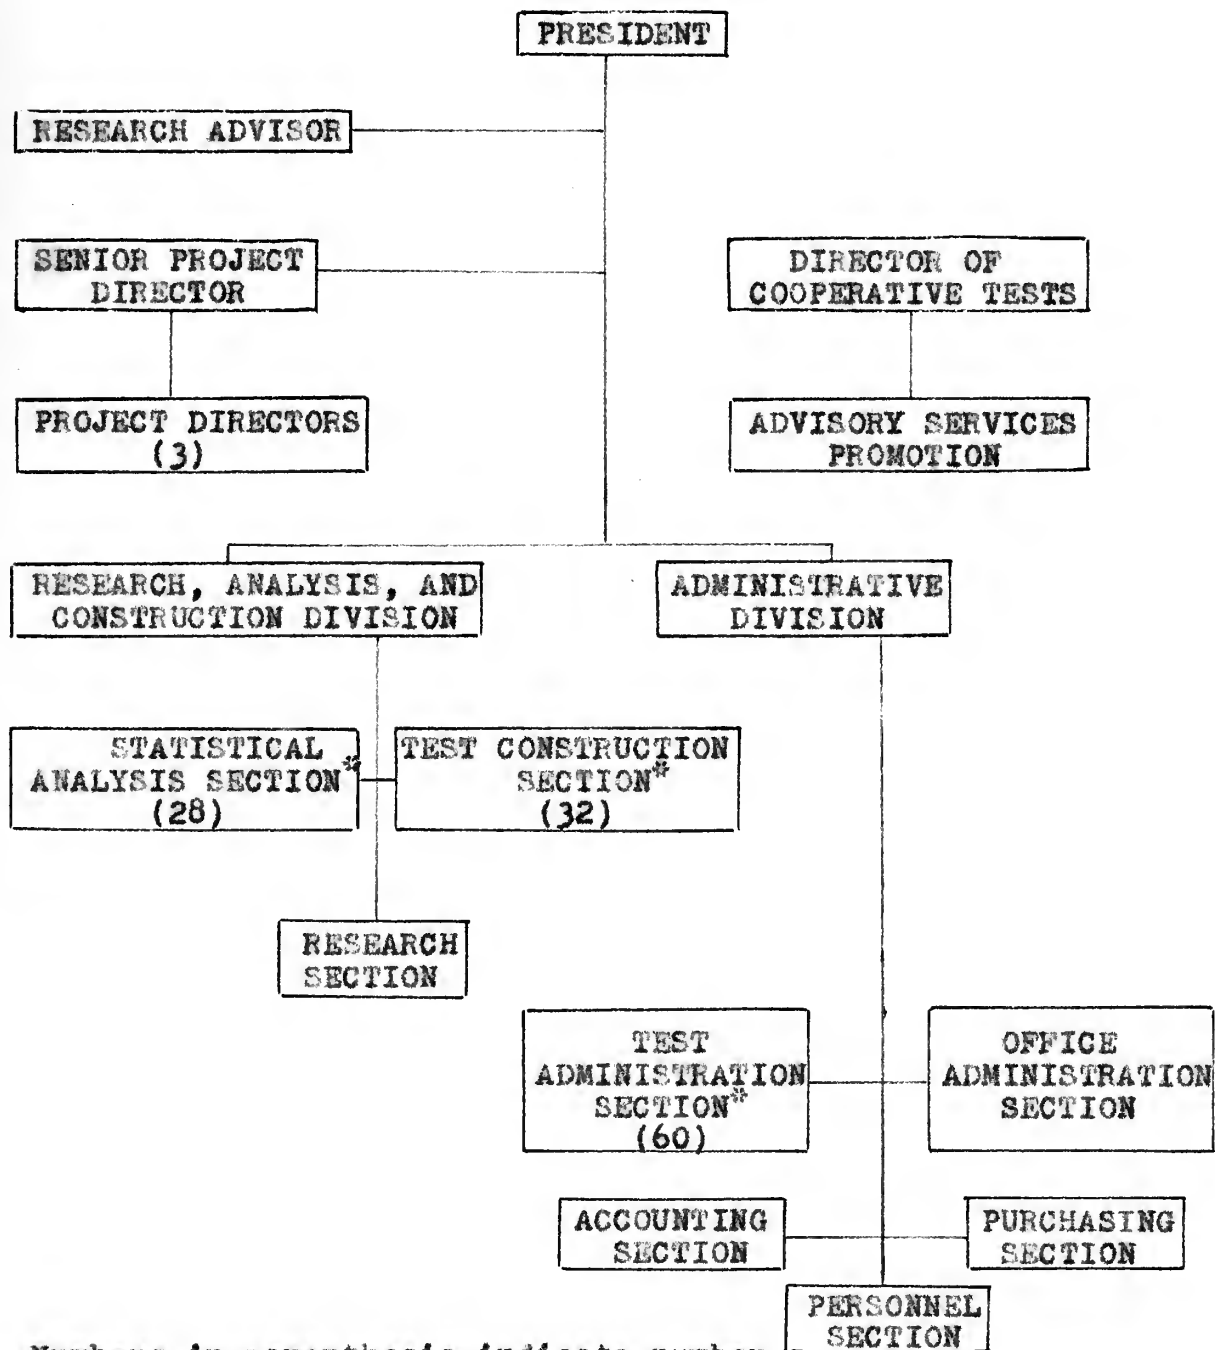 PRESIDENT
RESEARCH ADVISOR
SENIOR PROJECT
DIRECTOR
DIRECTOR OF
COOPERATIVE TESTS
PROJECT DIRECTORS
(3)
ADVISORY SERVICES
PROMOTION
RESEARCH, ANALYSIS, AND
CONSTRUCTION DIVISION
ADMINISTRATIVE
DIVISION
STATISTICAL
ANALYSIS SECTION*
(28)
TEST CONSTRUCTION
SECTION*
(32)
RESEARCH
SECTION
TEST
ADMINISTRATION
SECTION*
(60)
OFFICE
ADMINISTRATION
SECTION
ACCOUNTING
SECTION
PURCHASING
SECTION
PERSONNEL
SECTION
Numbers in parenthesis indicate number